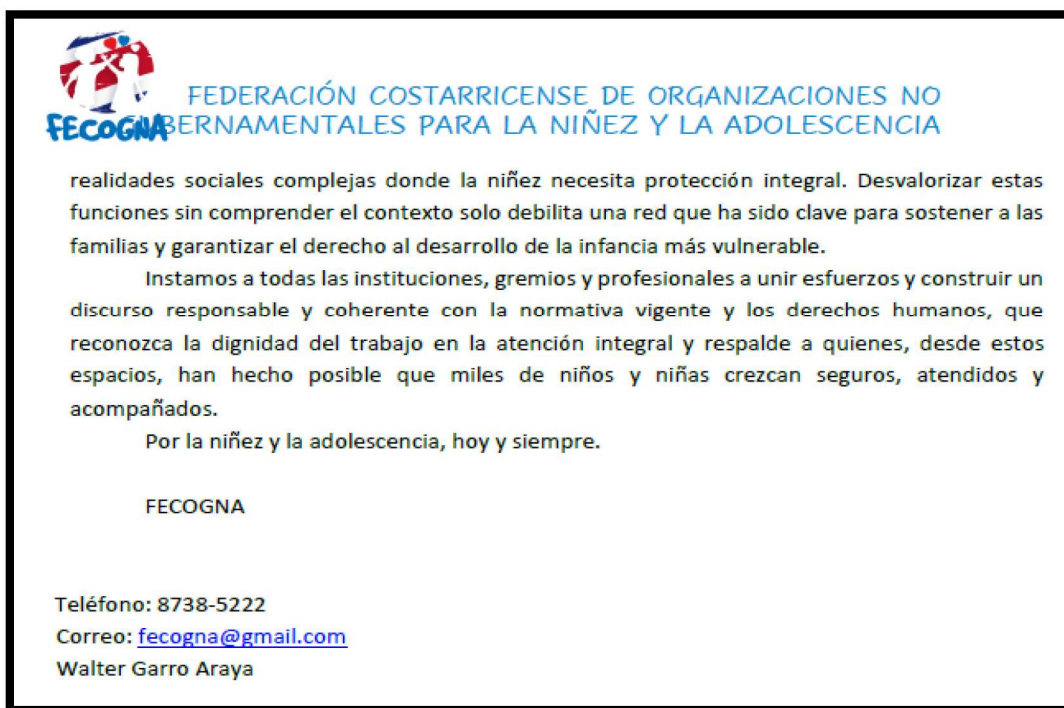 FEDERACIÓN COSTARRICENSE DE ORGANIZACIONES NO
BERNAMENTALES PARA LA NIÑEZ Y LA ADOLESCENCIA
FECOGNA
realidades sociales complejas donde la niñez necesita protección integral. Desvalorizar estas
funciones sin comprender el contexto solo debilita una red que ha sido clave para sostener a las
familias y garantizar el derecho al desarrollo de la infancia más vulnerable.
Instamos a todas las instituciones, gremios y profesionales a unir esfuerzos y construir un
discurso responsable y coherente con la normativa vigente y los derechos humanos, que
reconozca la dignidad del trabajo en la atención integral y respalde a quienes, desde estos
espacios, han hecho posible que miles de niños y niñas crezcan seguros, atendidos y
acompañados.
Por la niñez y la adolescencia, hoy y siempre.
FECOGNA
Teléfono: 8738-5222
Correo: fecogna@gmail.com
Walter Garro Araya